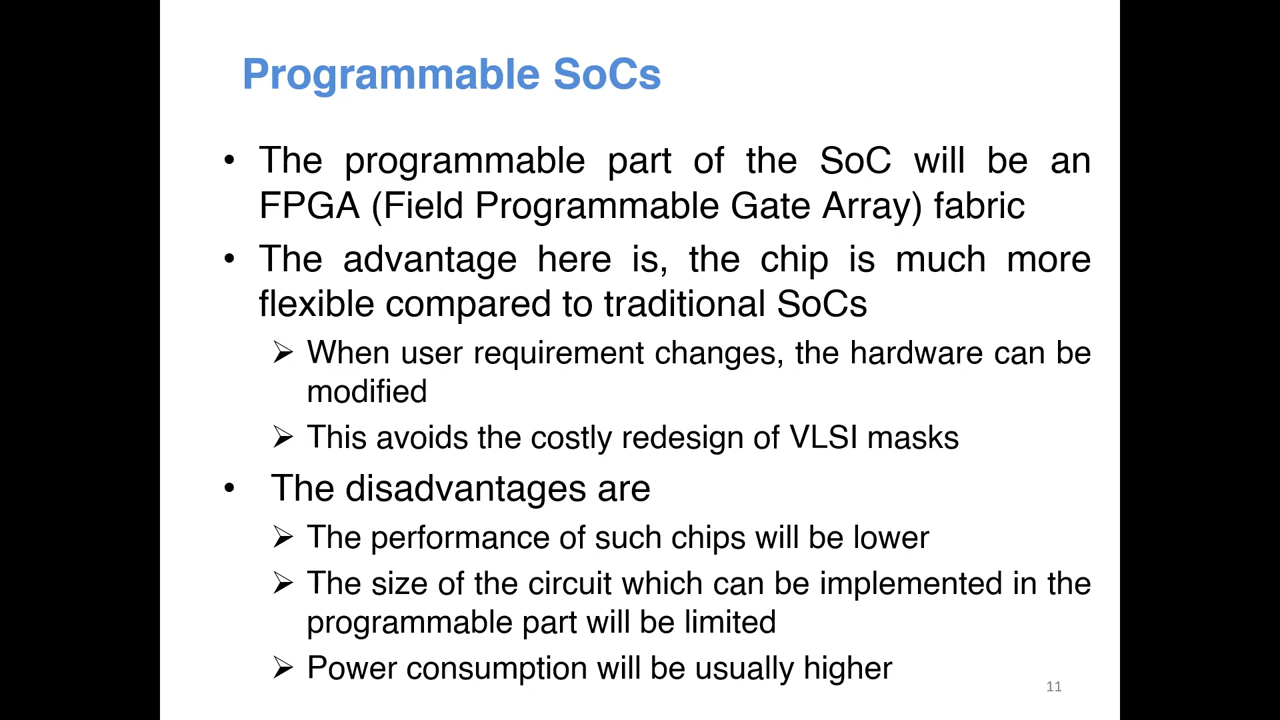 Programmable SoCs
• The programmable part of the SoC will be an
FPGA (Field Programmable Gate Array) fabric
• The advantage here is, the chip is much more
flexible compared to traditional SoCs
➢ When user requirement changes, the hardware can be
modified
➢ This avoids the costly redesign of VLSI masks
• The disadvantages are
➢ The performance of such chips will be lower
➢ The size of the circuit which can be implemented in the
programmable part will be limited
➢ Power consumption will be usually higher
11